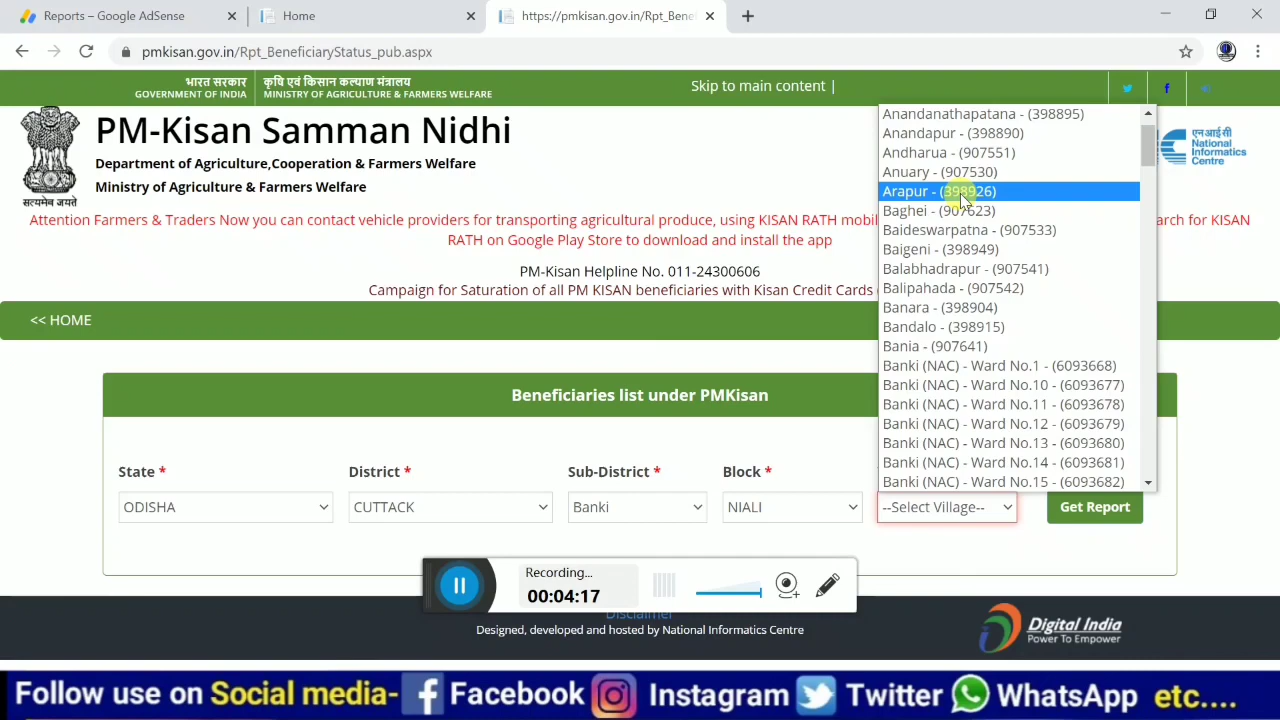 Reports – Google AdSense
Home
https://pmkisan.gov.in/Rpt_Bene
pmkisan.gov.in/Rpt_BeneficiaryStatus_pub.aspx
भारत सरकार
GOVERNMENT OF INDIA
कृषि एवं किसान कल्याण मंत्रालय
MINISTRY OF AGRICULTURE & FARMERS WELFARE
Skip to main content |
सत्यमेव जयते
PM-Kisan Samman Nidhi
Department of Agriculture,Cooperation & Farmers Welfare
Ministry of Agriculture & Farmers Welfare
एनआईसी
National
Informatics
Centre
Attention Farmers & Traders Now you can contact vehicle providers for transporting agricultural produce, using KISAN RATH mobil
arch for KISAN
RATH on Google Play Store to download and install the app
PM-Kisan Helpline No. 011-24300606
Campaign for Saturation of all PM KISAN beneficiaries with Kisan Credit Cards (
<< HOME
Anandanathapatana - (398895)
Anandapur - (398890)
Andharua - (907551)
Anuary - (907530)
Arapur - (398926)
Baghei - (907623)
Baideswarpatna - (907533)
Baigeni - (398949)
Balabhadrapur - (907541)
Balipahada - (907542)
Banara - (398904)
Bandalo - (398915)
Bania - (907641)
Banki (NAC) - Ward No.1 - (6093668)
Banki (NAC) - Ward No.10 - (6093677)
Banki (NAC) - Ward No.11 - (6093678)
Banki (NAC) - Ward No.12 - (6093679)
Banki (NAC) - Ward No.13 - (6093680)
Banki (NAC) - Ward No.14 - (6093681)
Banki (NAC) - Ward No.15 - (6093682)
Beneficiaries list under PMKisan
State * District * Sub-District * Block *
ODISHA CUTTACK Banki NIALI --Select Village-- Get Report
Recording...
00:04:17
Disclaimer
Designed, developed and hosted by National Informatics Centre
Digital India
Power To Empower
Follow use on Social media- Facebook Instagram Twitter WhatsApp etc....